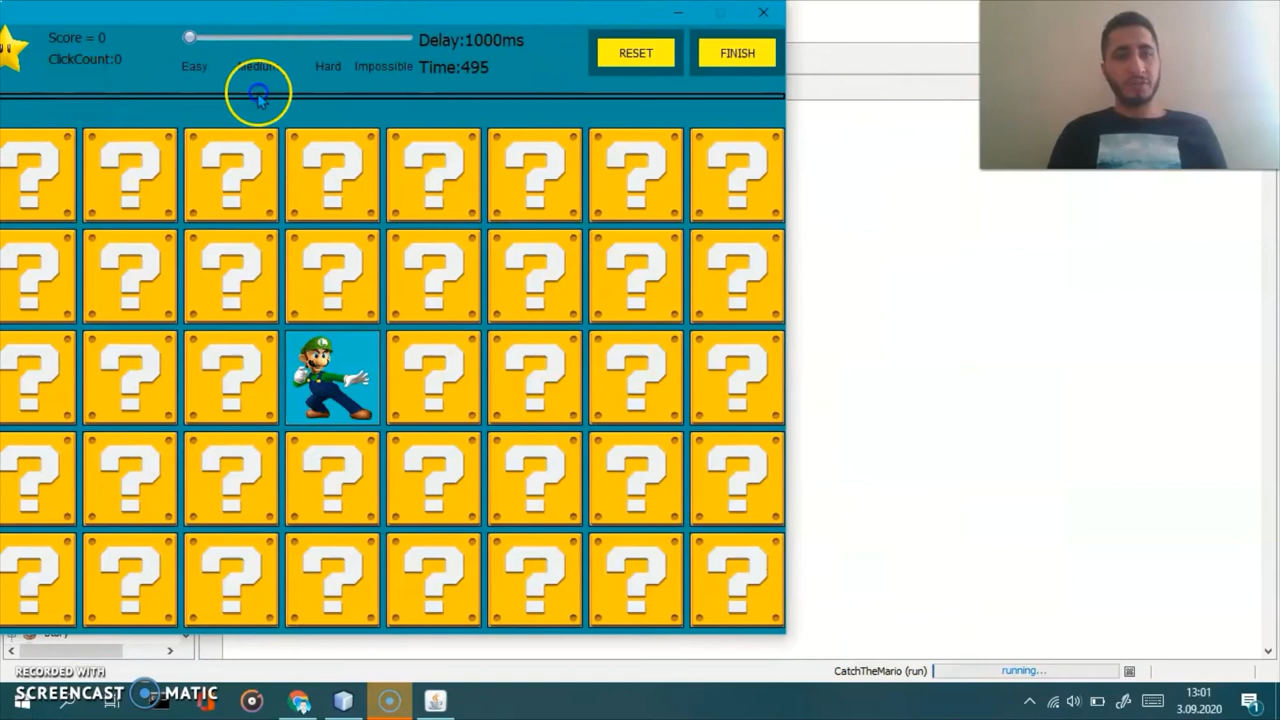 Score = 0
ClickCount:0
Easy
Medium
Hard
Impossible
Delay:1000ms
Time:495
RESET
FINISH
CatchTheMario (run)
running...
RECORDED WITH
SCREENCAST MATIC
13:01
3.09.2020